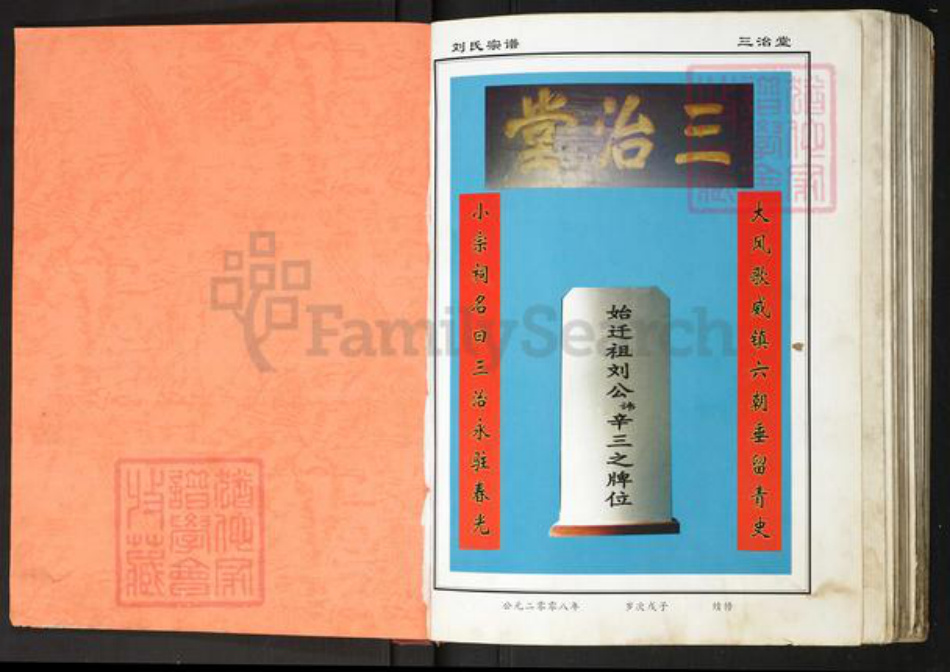 刘氏宗谱
三治堂
三治堂
大风歌威镇六朝垂留青史
小宗祠名曰三治永驻春光
始迁祖刘公讳辛三之牌位
公元二零零八年 岁次戊子 续修
FamilySearch